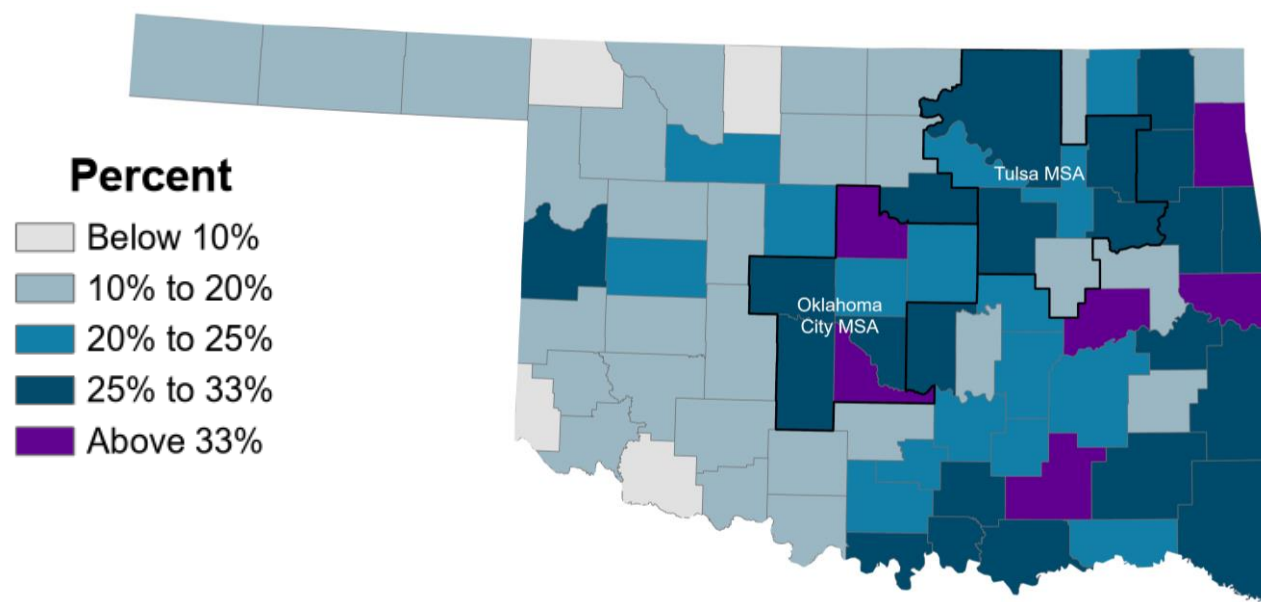 Percent
Below 10%
10% to 20%
20% to 25%
25% to 33%
Above 33%
Tulsa MSA
Oklahoma
City MSA